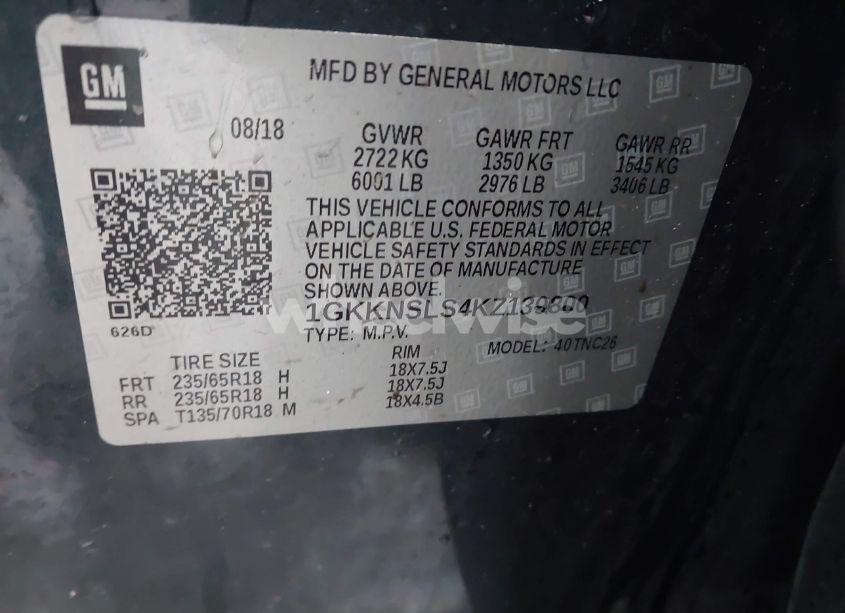 GM
MFD BY GENERAL MOTORS LLC
08/18
GVWR GAWR FRT GAWR RR
2722 KG 1350 KG 1545 KG
6001 LB 2976 LB 3406 LB
THIS VEHICLE CONFORMS TO ALL
APPLICABLE U.S. FEDERAL MOTOR
VEHICLE SAFETY STANDARDS IN EFFECT
ON THE DATE OF MANUFACTURE
SHOWN ABOVE.
1GKKNSLS4KZ139800
TYPE: M.P.V. MODEL: 40TNC26
626D
TIRE SIZE RIM
FRT 235/65R18 H 18X7.5J
RR 235/65R18 H 18X7.5J
SPA T135/70R18 M 18X4.5B